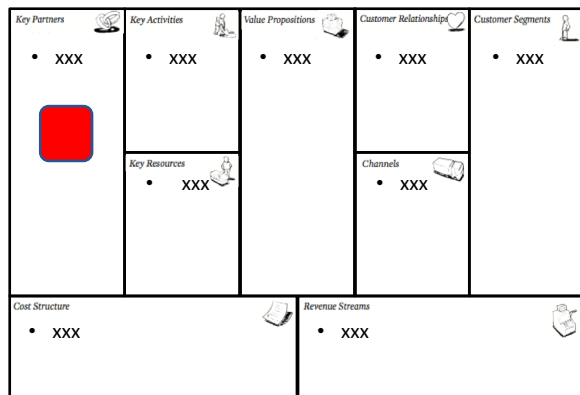 Key Partners
• XXX
Key Activities
• XXX
Key Resources
• XXX
Value Propositions
• XXX
Customer Relationships
• XXX
Channels
• XXX
Customer Segments
• XXX
Cost Structure
• XXX
Revenue Streams
• XXX